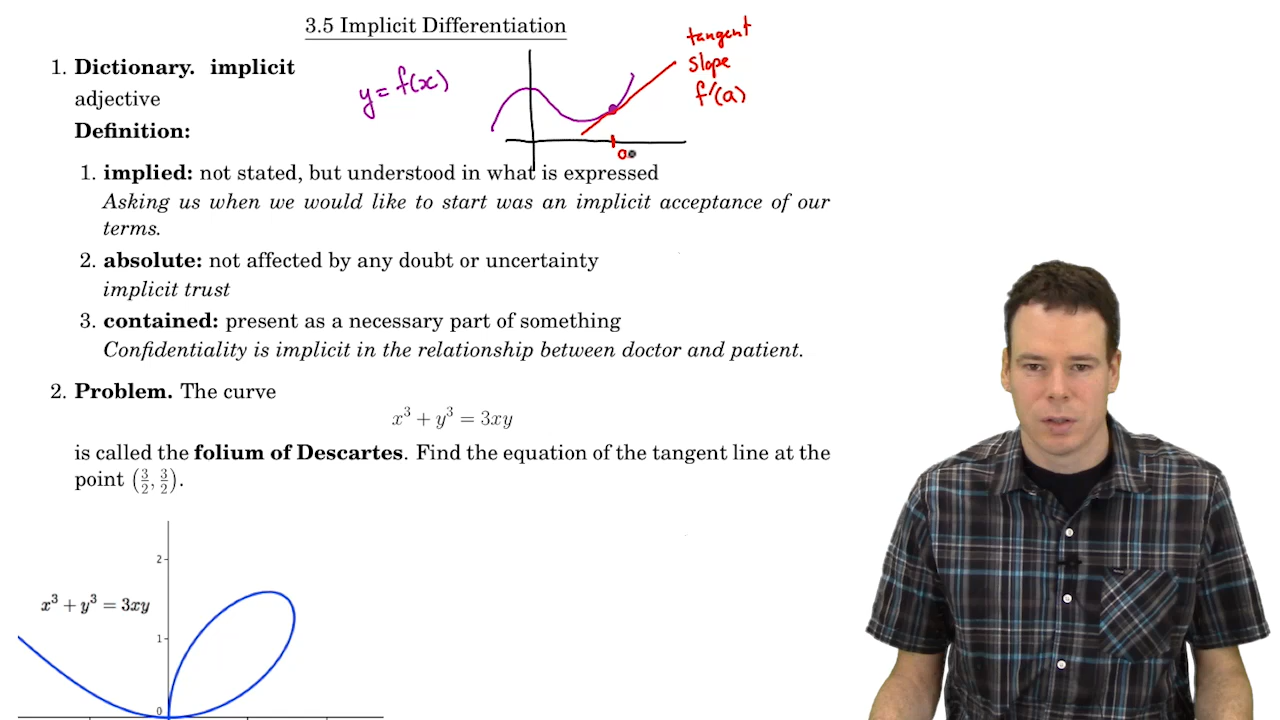 3.5 Implicit Differentiation
tangent
slope
f'(a)
y = f(x)
a
1. Dictionary. implicit
adjective
Definition:
1. implied: not stated, but understood in what is expressed
Asking us when we would like to start was an implicit acceptance of our
terms.
2. absolute: not affected by any doubt or uncertainty
implicit trust
3. contained: present as a necessary part of something
Confidentiality is implicit in the relationship between doctor and patient.
2. Problem. The curve
x³ + y³ = 3xy
is called the folium of Descartes. Find the equation of the tangent line at the
point (3/2, 3/2).
2
x³ + y³ = 3xy
1
0